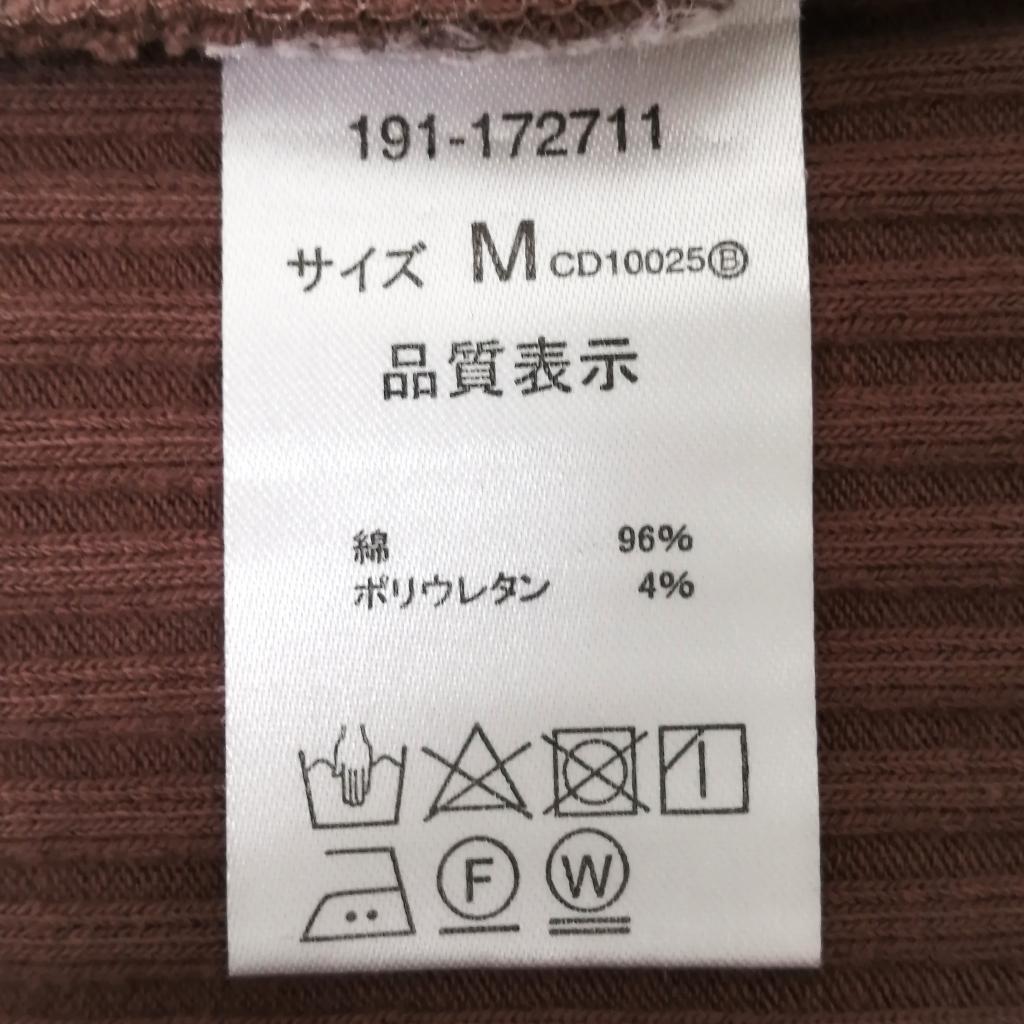 191-172711
サイズ M CD10025Ⓑ
品質表示
綿 96%
ポリウレタン 4%
Ⓕ Ⓦ